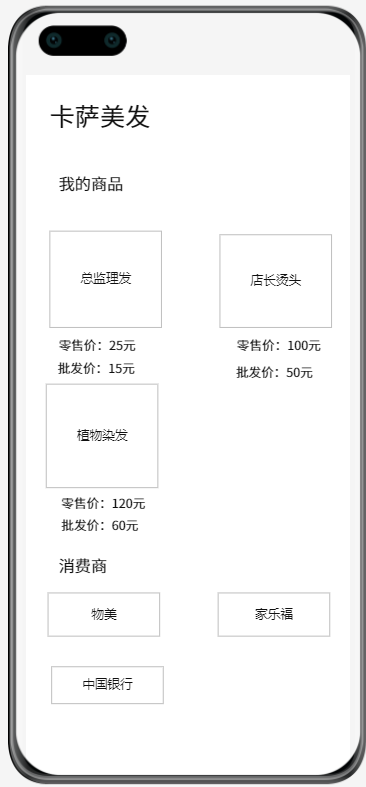 卡萨美发
我的商品
总监理发
店长烫头
零售价：25元
零售价：100元
批发价：15元
批发价：50元
植物染发
零售价：120元
批发价：60元
消费商
物美
家乐福
中国银行